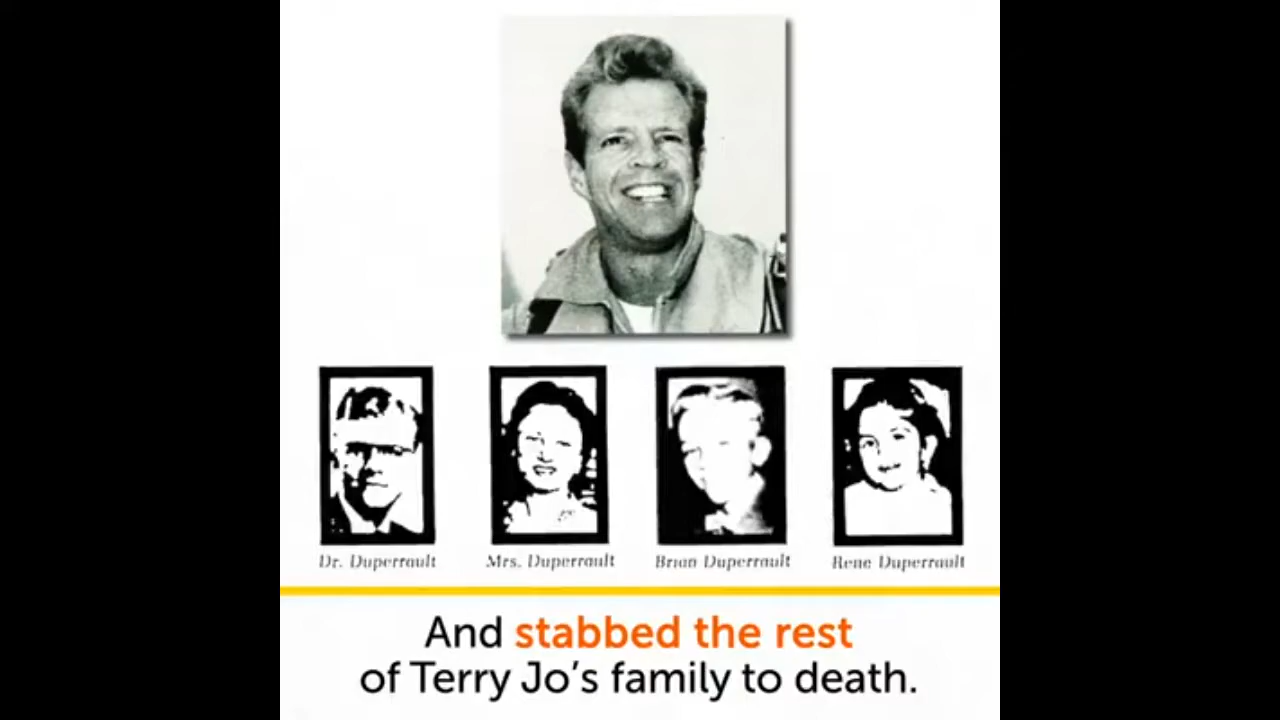 Dr. Duperrault
Mrs. Duperrault
Brian Duperrault
Rene Duperrault
And stabbed the rest
of Terry Jo’s family to death.